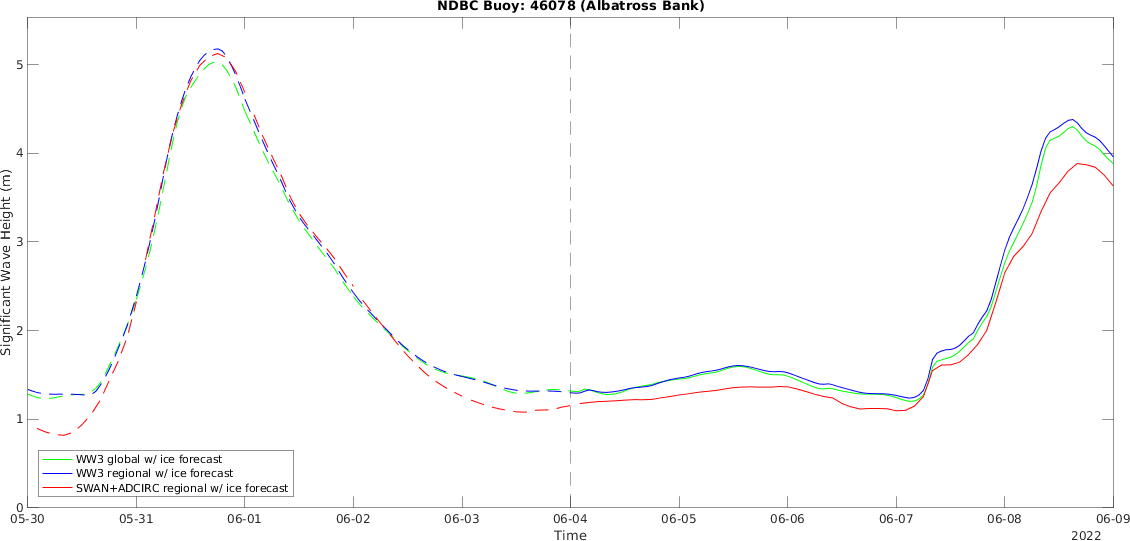 NDBC Buoy: 46078 (Albatross Bank)
Significant Wave Height (m)
5
4
3
2
1
0
WW3 global w/ ice forecast
WW3 regional w/ ice forecast
SWAN+ADCIRC regional w/ ice forecast
05-30 05-31 06-01 06-02 06-03 06-04 06-05 06-06 06-07 06-08 06-09
Time
2022